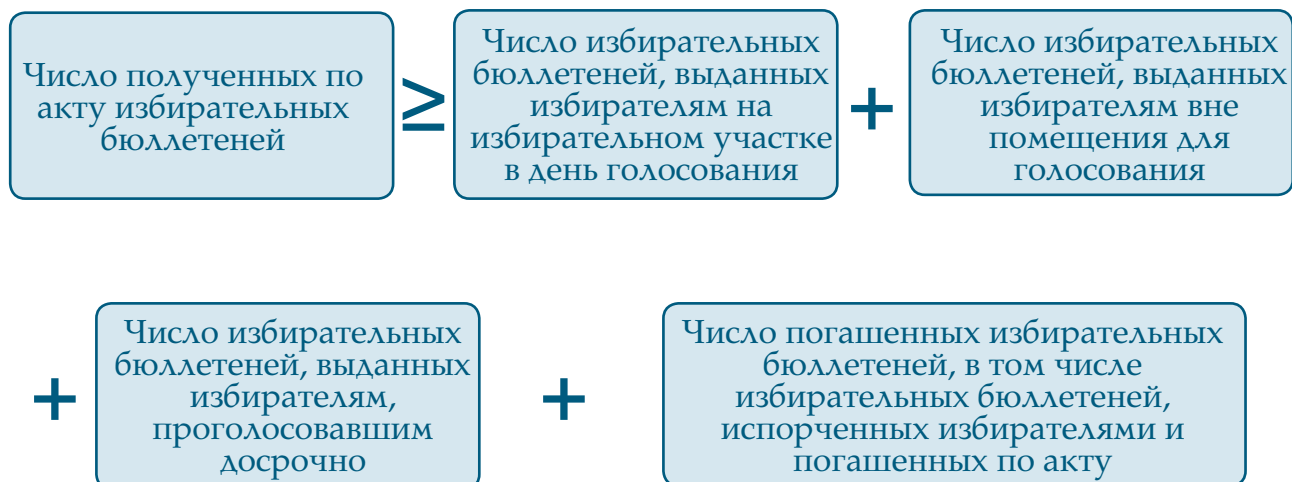 Число полученных по
акту избирательных
бюллетеней
≥
Число избирательных
бюллетеней, выданных
избирателям на
избирательном участке
в день голосования
+
Число избирательных
бюллетеней, выданных
избирателям вне
помещения для
голосования
+
Число избирательных
бюллетеней, выданных
избирателям,
проголосовавшим
досрочно
+
Число погашенных избирательных
бюллетеней, в том числе
избирательных бюллетеней,
испорченных избирателями и
погашенных по акту